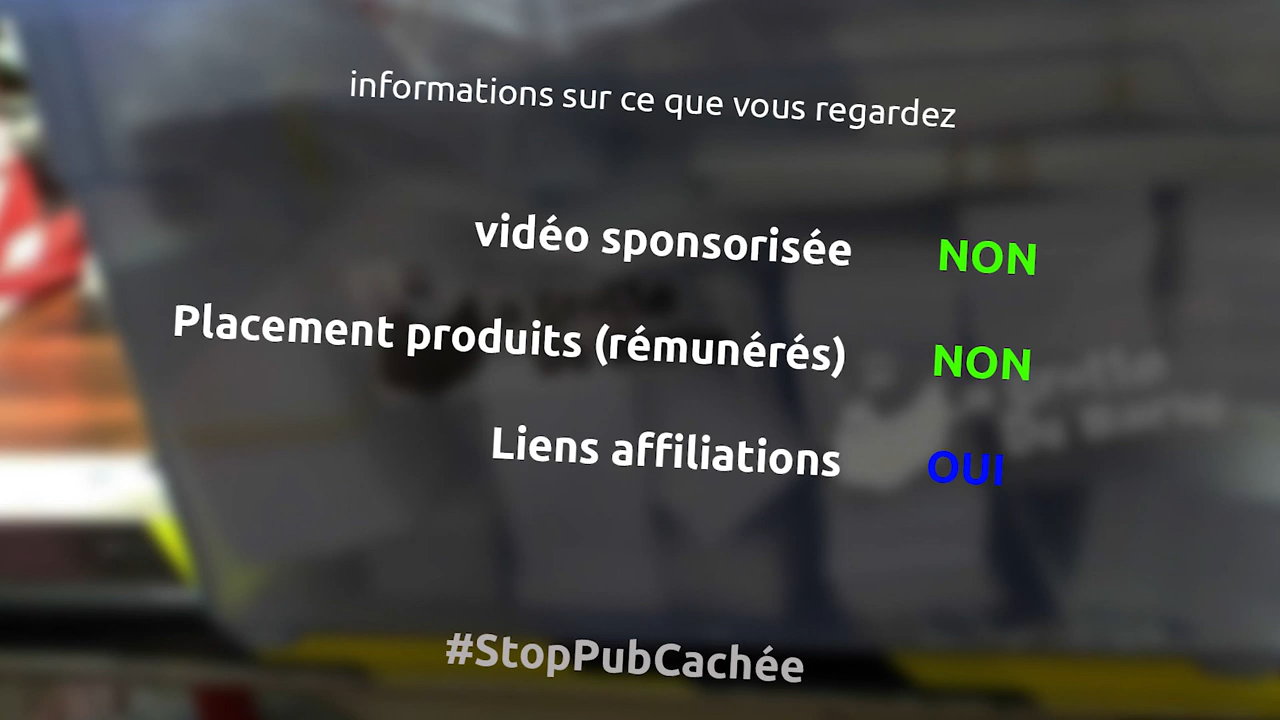 informations sur ce que vous regardez
vidéo sponsorisée NON
Placement produits (rémunérés) NON
Liens affiliations OUI
#StopPubCachée